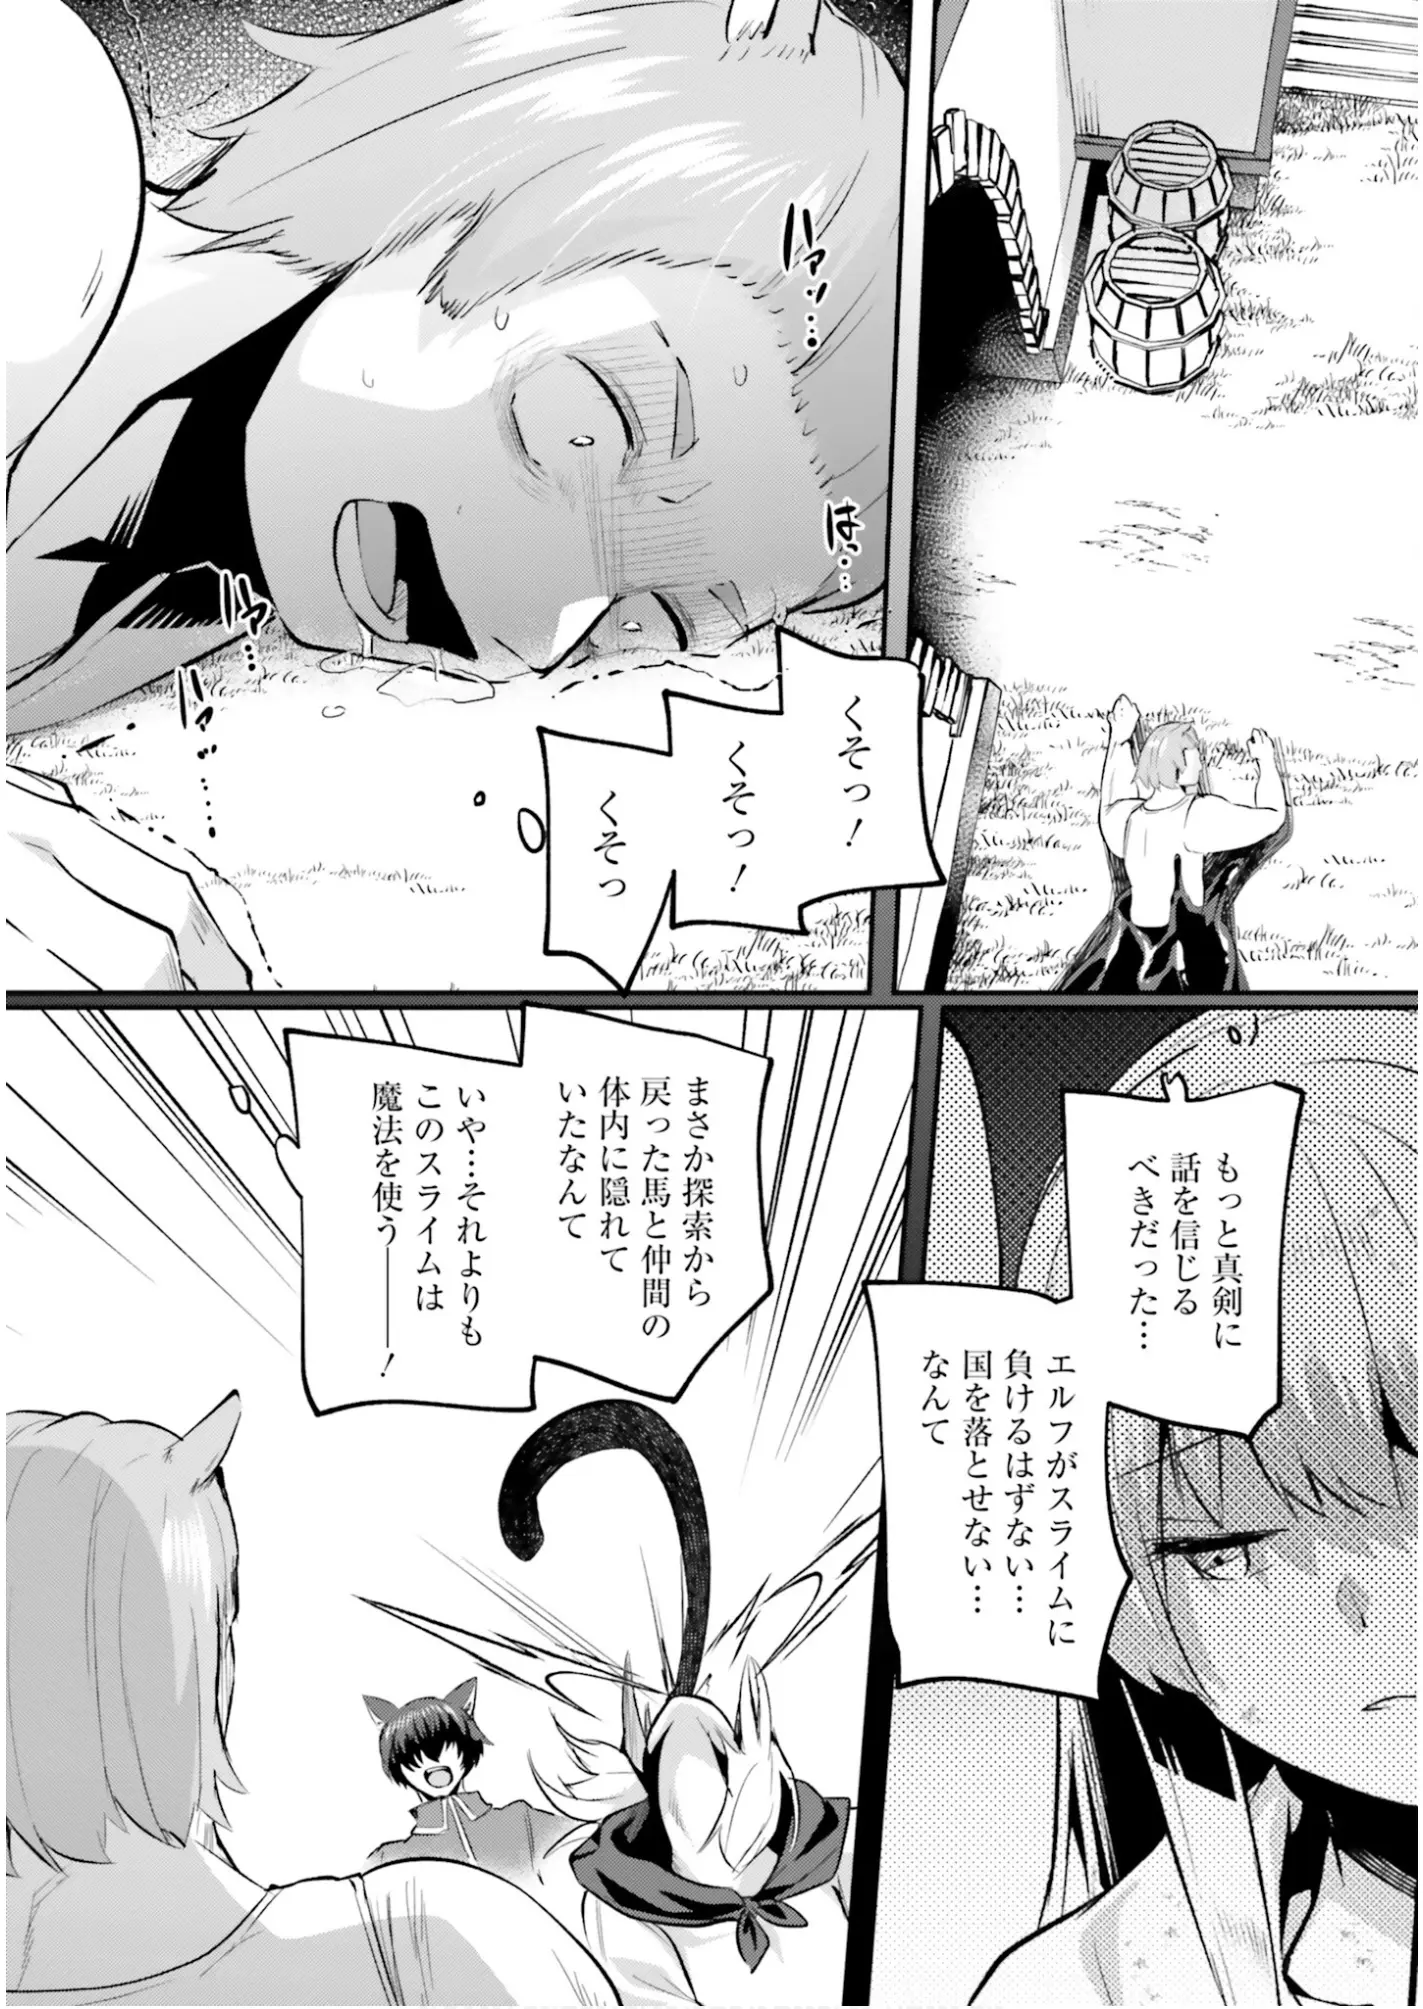 ハァッ…
はっ…
ハァ…
ハァッ…
くそっ!
くそっ!
くそっ
もっと真剣に
話を信じる
べきだった…
エルフがスライムに
負けるはずない…
国を落とせない…
なんて
まさか探索から
戻った馬と仲間の
体内に隠れて
いたなんて
いや…それよりも
このスライムは
魔法を使う――!